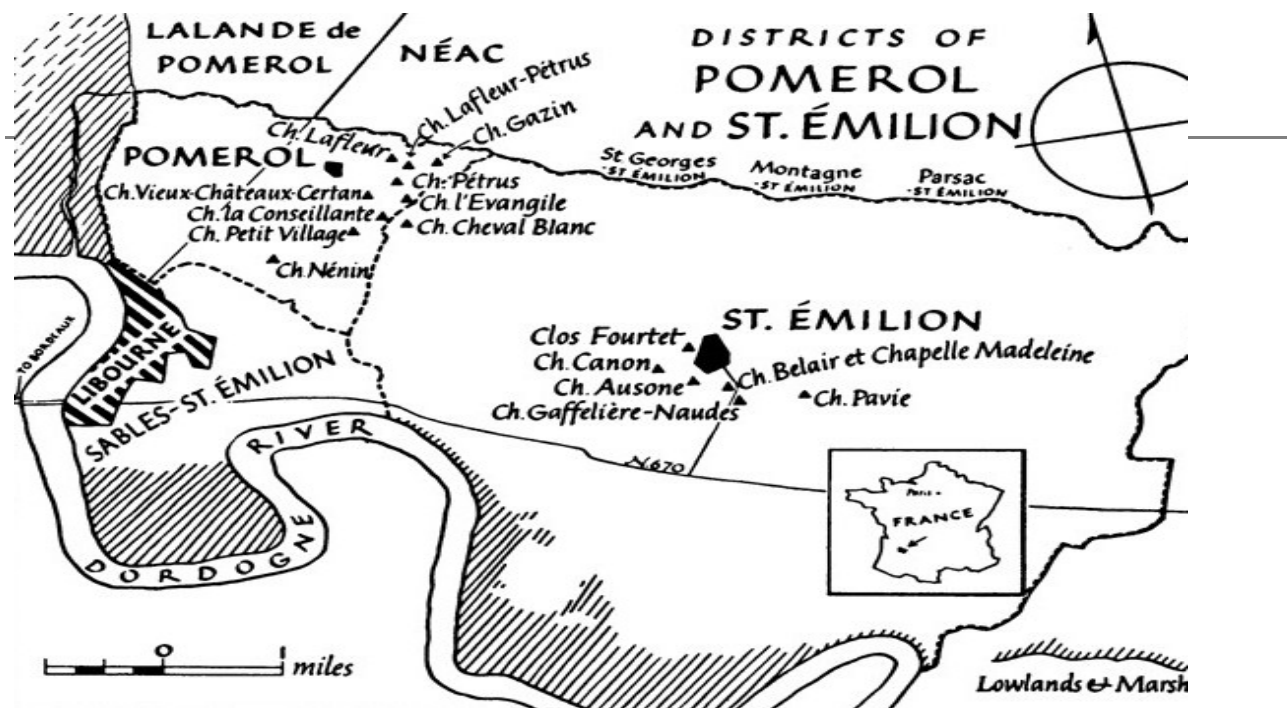 LALANDE de
POMEROL
NÉAC
DISTRICTS OF
POMEROL
AND ST. ÉMILION
Ch. Lafleur-Pétrus
Ch. Gazin
Ch. Lafleur
POMEROL
St Georges
-ST ÉMILION
Montagne
-ST ÉMILION
Parsac
-ST ÉMILION
Ch. Pétrus
Ch. Vieux-Châteaux-Certan
Ch. l'Evangile
Ch. la Conseillante
Ch. Cheval Blanc
Ch. Petit Village
Ch. Nénin
TO BORDEAUX
LIBOURNE
SABLES-ST. ÉMILION
ST. ÉMILION
Clos Fourtet
Ch. Canon
Ch. Belair et Chapelle Madeleine
Ch. Ausone
Ch. Pavie
Ch. Gaffelière-Naudes
N.670
DORDOGNE RIVER
Paris
FRANCE
0 1 miles
Lowlands & Marsh